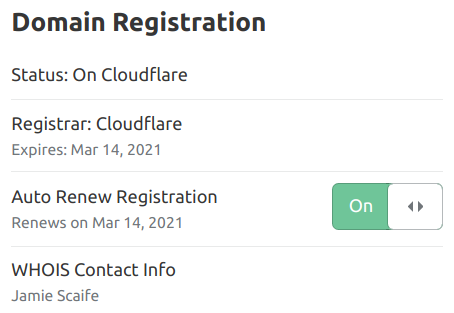 Domain Registration
Status: On Cloudflare
Registrar: Cloudflare
Expires: Mar 14, 2021
Auto Renew Registration
On
Renews on Mar 14, 2021
WHOIS Contact Info
Jamie Scaife